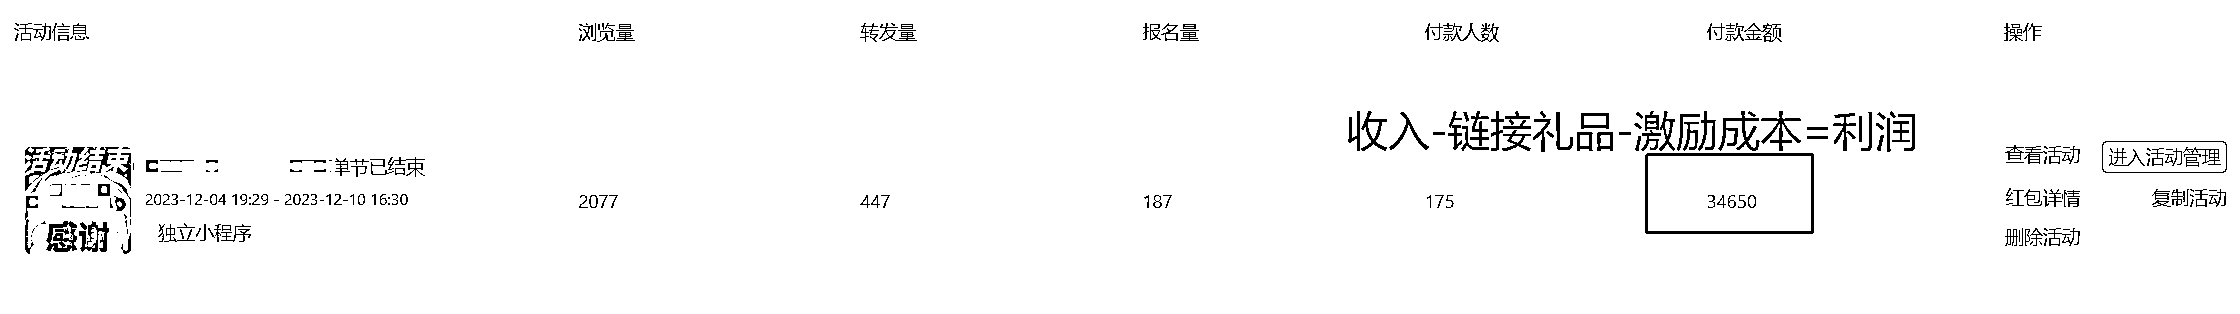 活动信息 浏览量 转发量 报名量 付款人数 付款金额 操作
收入-链接礼品-激励成本=利润
活动结束
感谢
单节已结束
2023-12-04 19:29 - 2023-12-10 16:30
独立小程序
2077 447 187 175 34650
查看活动 进入活动管理
红包详情 复制活动
删除活动